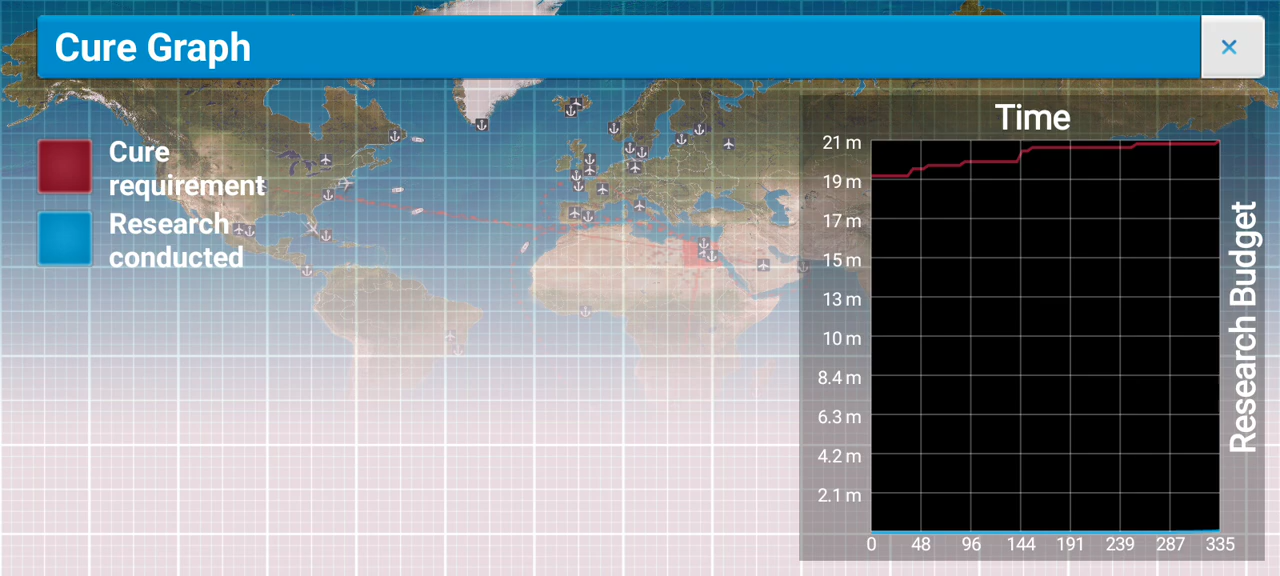 Cure Graph
×
Cure
requirement
Research
conducted
Time
21 m
19 m
17 m
15 m
13 m
10 m
8.4 m
6.3 m
4.2 m
2.1 m
0 48 96 144 191 239 287 335
Research Budget